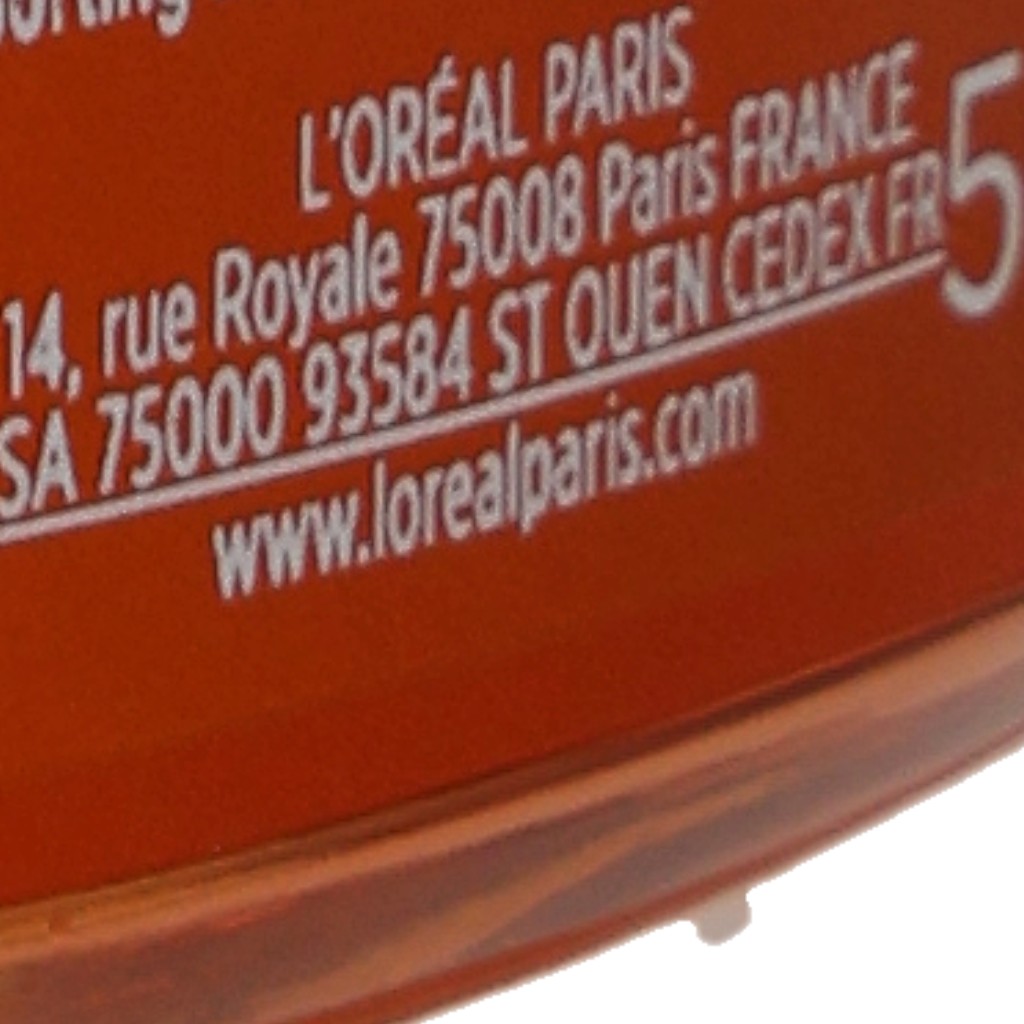 L'ORÉAL PARIS
14, rue Royale 75008 Paris FRANCE
SA 75000 93584 ST OUEN CEDEX FR
5
www.lorealparis.com